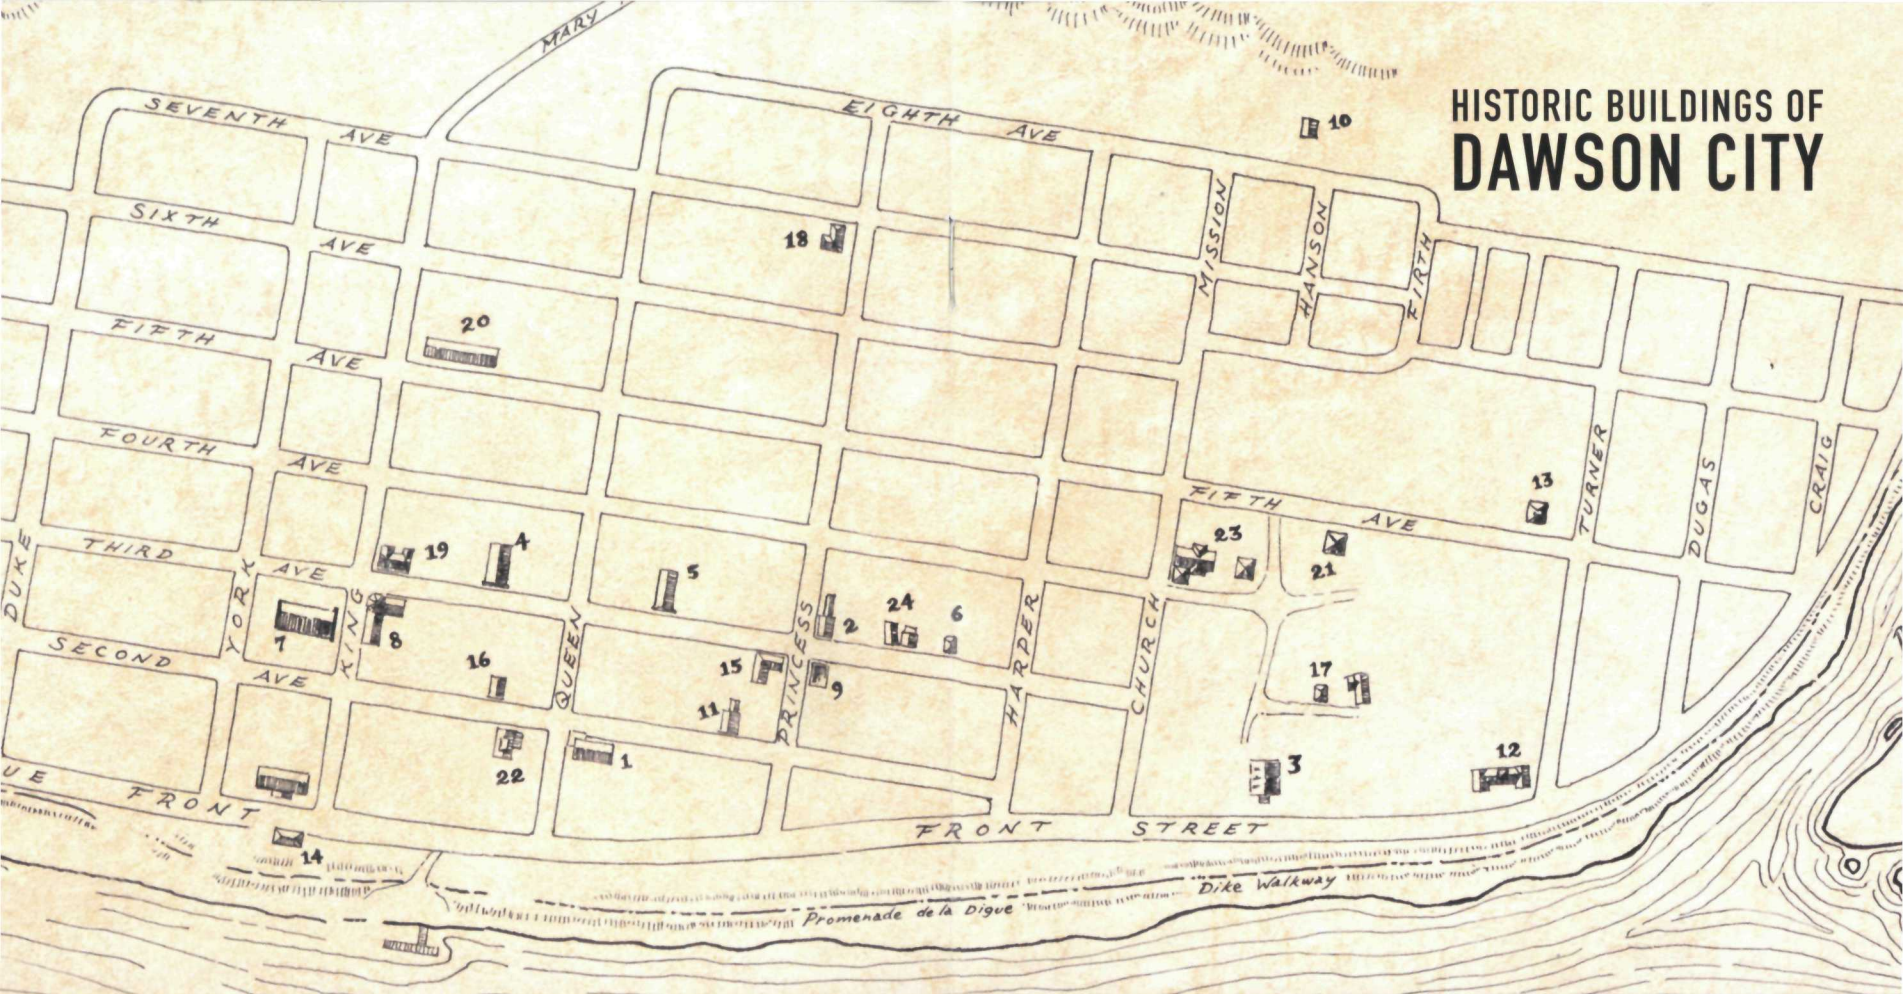 MARY
HISTORIC BUILDINGS OF
DAWSON CITY
SEVENTH AVE
EIGHTH AVE
10
SIXTH AVE
18
MISSION
HANSON
FIRTH
FIFTH AVE
20
FOURTH AVE
FIFTH AVE
13
TURNER
DUGAS
CRAIG
THIRD AVE
19
4
5
23
21
DUKE
YORK
KING
QUEEN
PRINCESS
HARPER
CHURCH
7
8
2
24
6
SECOND AVE
16
15
9
11
17
22
1
3
12
UE
FRONT
14
FRONT STREET
Promenade de la Digue
Dike Walkway